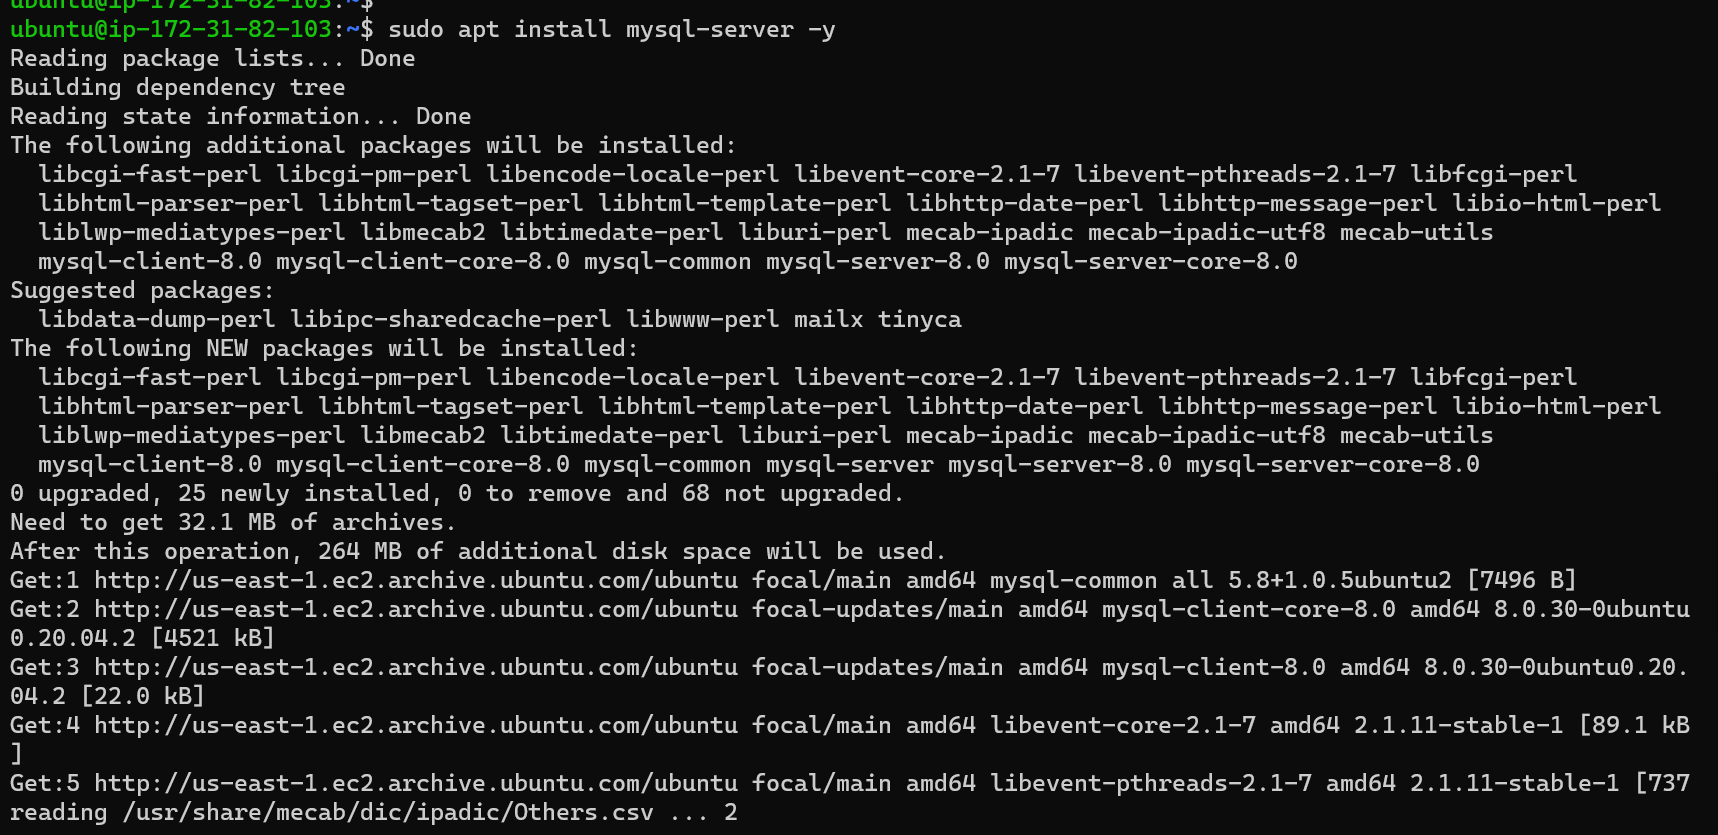 ubuntu@ip-172-31-82-103:~$
ubuntu@ip-172-31-82-103:~$ sudo apt install mysql-server -y
Reading package lists... Done
Building dependency tree
Reading state information... Done
The following additional packages will be installed:
  libcgi-fast-perl libcgi-pm-perl libencode-locale-perl libevent-core-2.1-7 libevent-pthreads-2.1-7 libfcgi-perl
  libhtml-parser-perl libhtml-tagset-perl libhtml-template-perl libhttp-date-perl libhttp-message-perl libio-html-perl
  liblwp-mediatypes-perl libmecab2 libtimedate-perl liburi-perl mecab-ipadic mecab-ipadic-utf8 mecab-utils
  mysql-client-8.0 mysql-client-core-8.0 mysql-common mysql-server-8.0 mysql-server-core-8.0
Suggested packages:
  libdata-dump-perl libipc-sharedcache-perl libwww-perl mailx tinyca
The following NEW packages will be installed:
  libcgi-fast-perl libcgi-pm-perl libencode-locale-perl libevent-core-2.1-7 libevent-pthreads-2.1-7 libfcgi-perl
  libhtml-parser-perl libhtml-tagset-perl libhtml-template-perl libhttp-date-perl libhttp-message-perl libio-html-perl
  liblwp-mediatypes-perl libmecab2 libtimedate-perl liburi-perl mecab-ipadic mecab-ipadic-utf8 mecab-utils
  mysql-client-8.0 mysql-client-core-8.0 mysql-common mysql-server mysql-server-8.0 mysql-server-core-8.0
0 upgraded, 25 newly installed, 0 to remove and 68 not upgraded.
Need to get 32.1 MB of archives.
After this operation, 264 MB of additional disk space will be used.
Get:1 http://us-east-1.ec2.archive.ubuntu.com/ubuntu focal/main amd64 mysql-common all 5.8+1.0.5ubuntu2 [7496 B]
Get:2 http://us-east-1.ec2.archive.ubuntu.com/ubuntu focal-updates/main amd64 mysql-client-core-8.0 amd64 8.0.30-0ubuntu
0.20.04.2 [4521 kB]
Get:3 http://us-east-1.ec2.archive.ubuntu.com/ubuntu focal-updates/main amd64 mysql-client-8.0 amd64 8.0.30-0ubuntu0.20.
04.2 [22.0 kB]
Get:4 http://us-east-1.ec2.archive.ubuntu.com/ubuntu focal/main amd64 libevent-core-2.1-7 amd64 2.1.11-stable-1 [89.1 kB
]
Get:5 http://us-east-1.ec2.archive.ubuntu.com/ubuntu focal/main amd64 libevent-pthreads-2.1-7 amd64 2.1.11-stable-1 [737
reading /usr/share/mecab/dic/ipadic/Others.csv ... 2